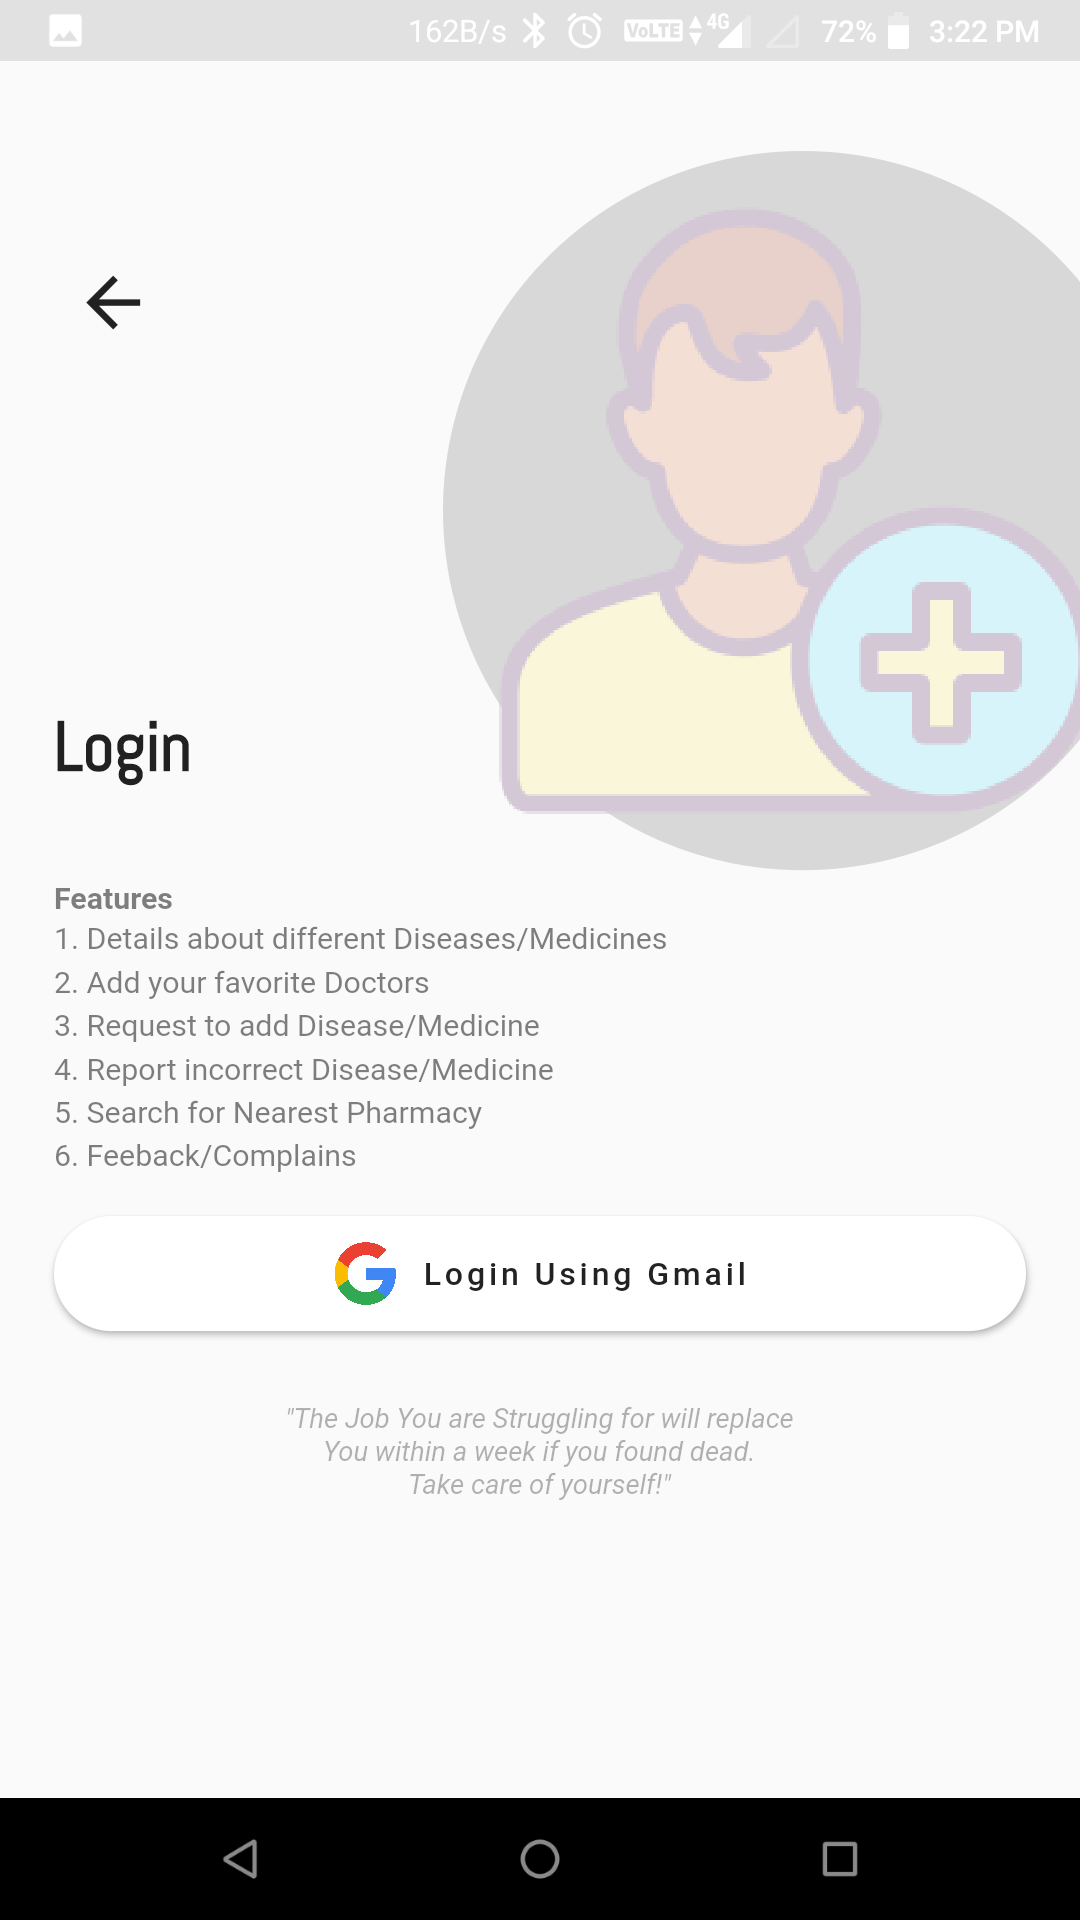 162B/s VoLTE 4G 72% 3:22 PM
Login
Features
1. Details about different Diseases/Medicines
2. Add your favorite Doctors
3. Request to add Disease/Medicine
4. Report incorrect Disease/Medicine
5. Search for Nearest Pharmacy
6. Feeback/Complains
Login Using Gmail
"The Job You are Struggling for will replace
You within a week if you found dead.
Take care of yourself!"